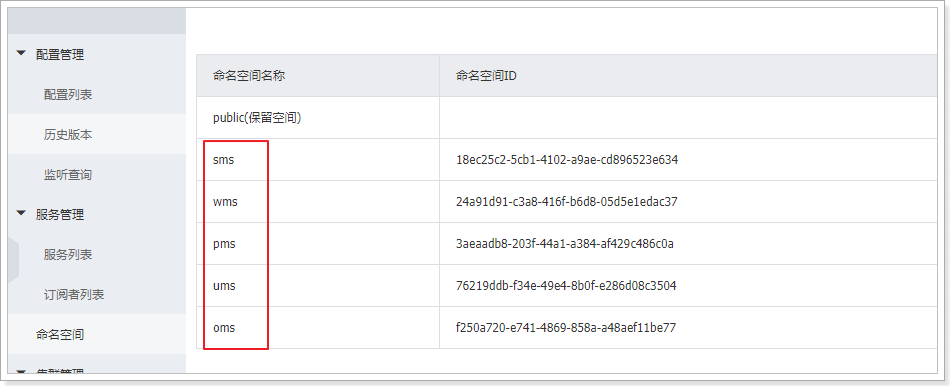 配置管理
配置列表
历史版本
监听查询
服务管理
服务列表
订阅者列表
命名空间
命名空间名称 命名空间ID
public(保留空间)
sms 18ec25c2-5cb1-4102-a9ae-cd896523e634
wms 24a91d91-c3a8-416f-b6d8-05d5e1edac37
pms 3aeaadb8-203f-44a1-a384-af429c486c0a
ums 76219ddb-f34e-49e4-8b0f-e286d08c3504
oms f250a720-e741-4869-858a-a48aef11be77